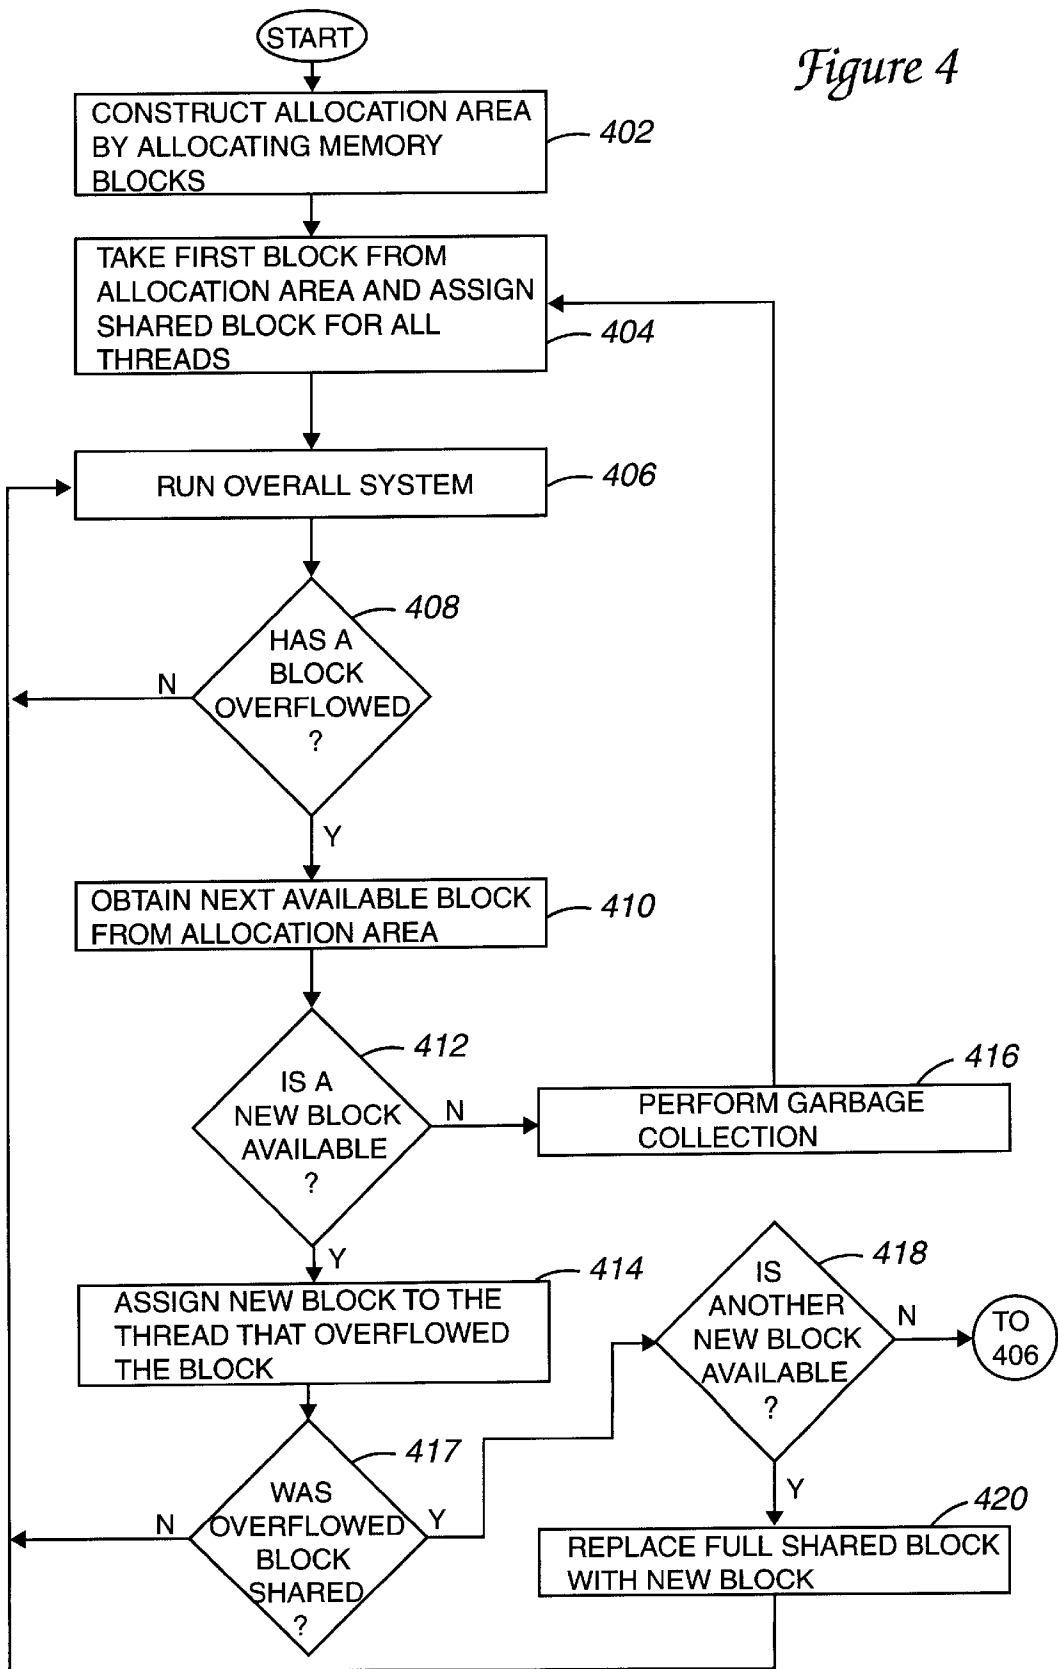 START
Figure 4
CONSTRUCT ALLOCATION AREA
BY ALLOCATING MEMORY
BLOCKS
402
TAKE FIRST BLOCK FROM
ALLOCATION AREA AND ASSIGN
SHARED BLOCK FOR ALL
THREADS
404
RUN OVERALL SYSTEM
406
408
HAS A
BLOCK
OVERFLOWED
?
N
Y
OBTAIN NEXT AVAILABLE BLOCK
FROM ALLOCATION AREA
410
412
IS A
NEW BLOCK
AVAILABLE
?
N
Y
416
PERFORM GARBAGE
COLLECTION
414
ASSIGN NEW BLOCK TO THE
THREAD THAT OVERFLOWED
THE BLOCK
418
IS
ANOTHER
NEW BLOCK
AVAILABLE
?
N
TO
406
Y
417
WAS
OVERFLOWED
BLOCK
SHARED
?
N
Y
420
REPLACE FULL SHARED BLOCK
WITH NEW BLOCK